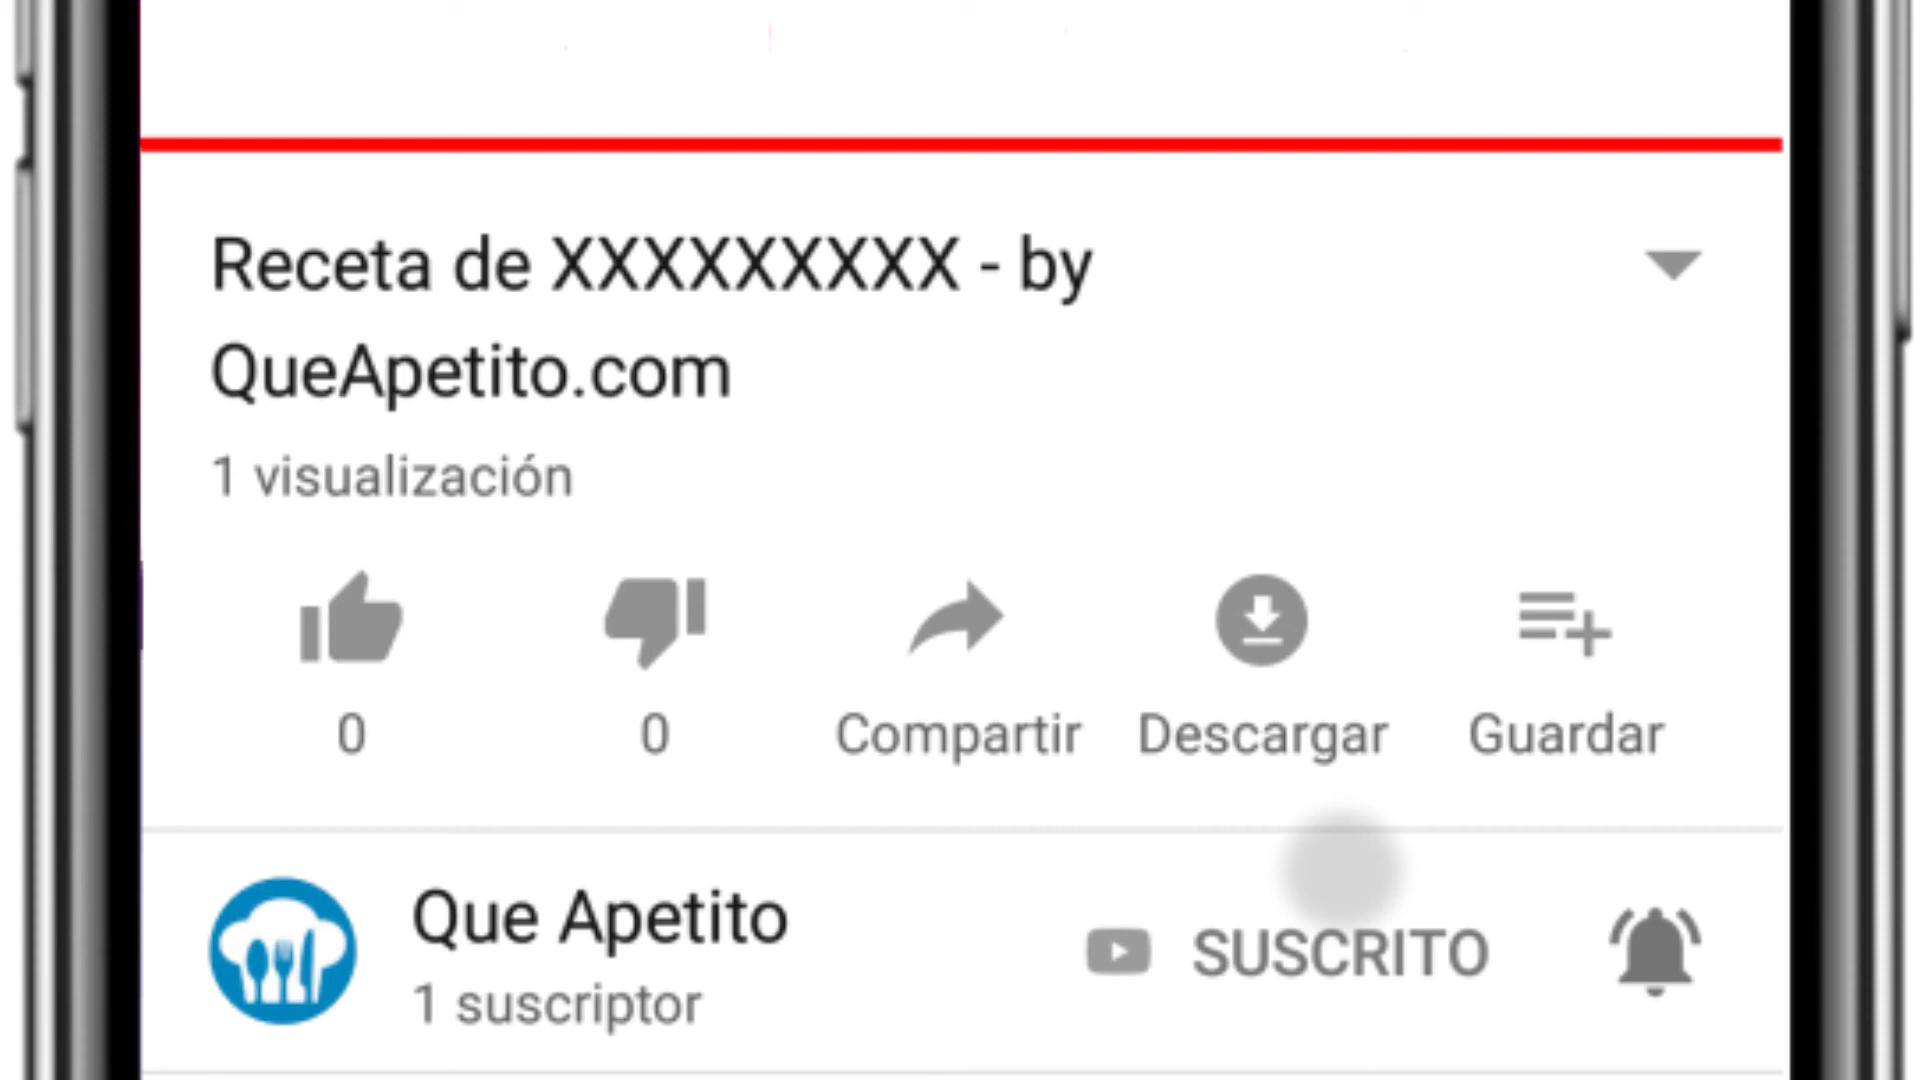 Receta de XXXXXXXXX - by
QueApetito.com
1 visualización
0 0 Compartir Descargar Guardar
Que Apetito SUSCRITO
1 suscriptor